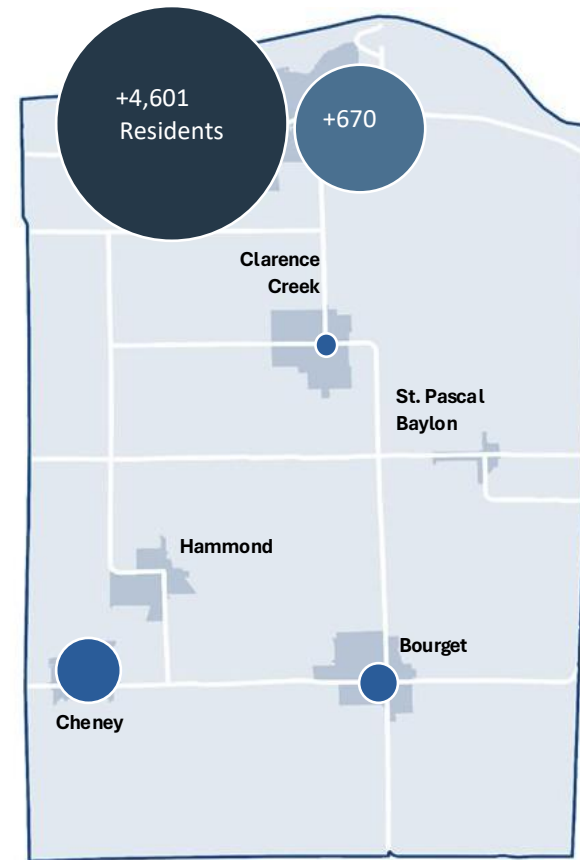 +4,601
Residents
+670
Clarence
Creek
St. Pascal
Baylon
Hammond
Bourget
Cheney